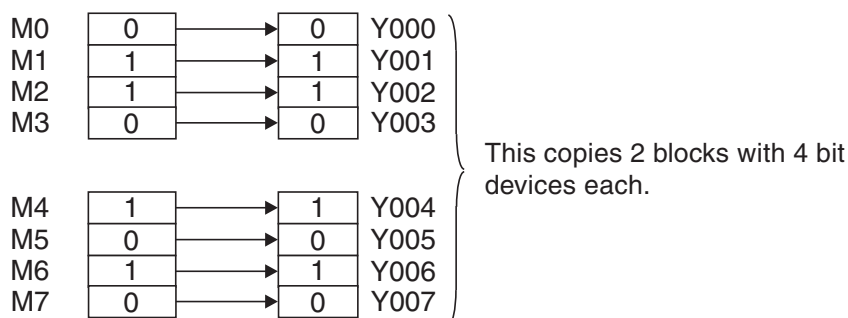 M0 0 0 Y000
M1 1 1 Y001
M2 1 1 Y002
M3 0 0 Y003
This copies 2 blocks with 4 bit
devices each.
M4 1 1 Y004
M5 0 0 Y005
M6 1 1 Y006
M7 0 0 Y007